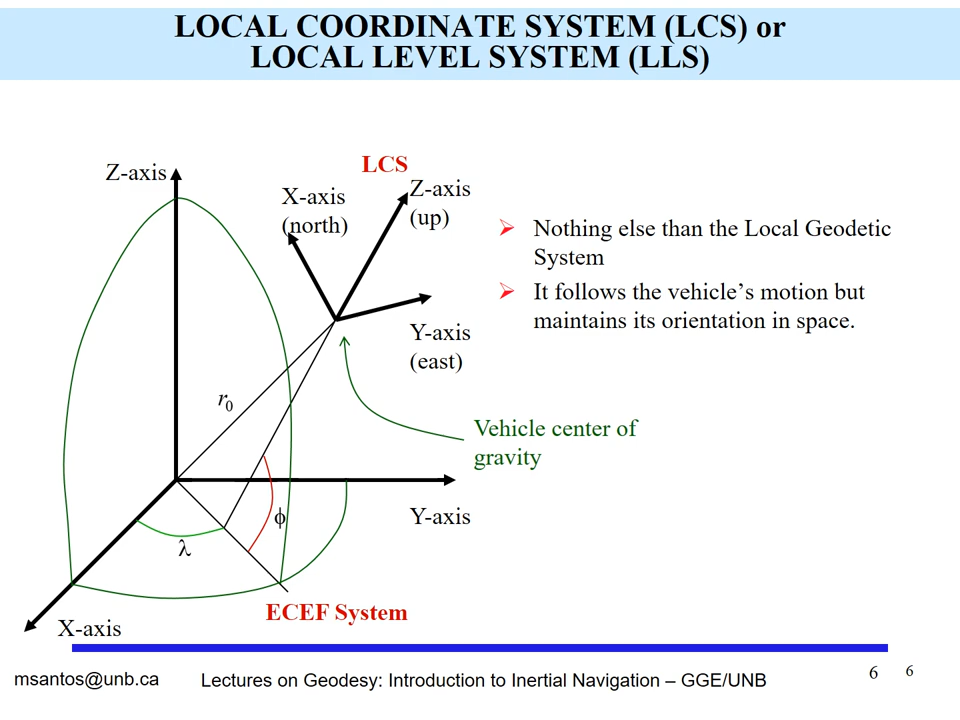 LOCAL COORDINATE SYSTEM (LCS) or
LOCAL LEVEL SYSTEM (LLS)
LCS
Z-axis
X-axis
(north)
Z-axis
(up)
Y-axis
(east)
Nothing else than the Local Geodetic
System
It follows the vehicle’s motion but
maintains its orientation in space.
r0
Vehicle center of
gravity
Y-axis
ϕ
λ
ECEF System
X-axis
msantos@unb.ca
Lectures on Geodesy: Introduction to Inertial Navigation – GGE/UNB
6
6